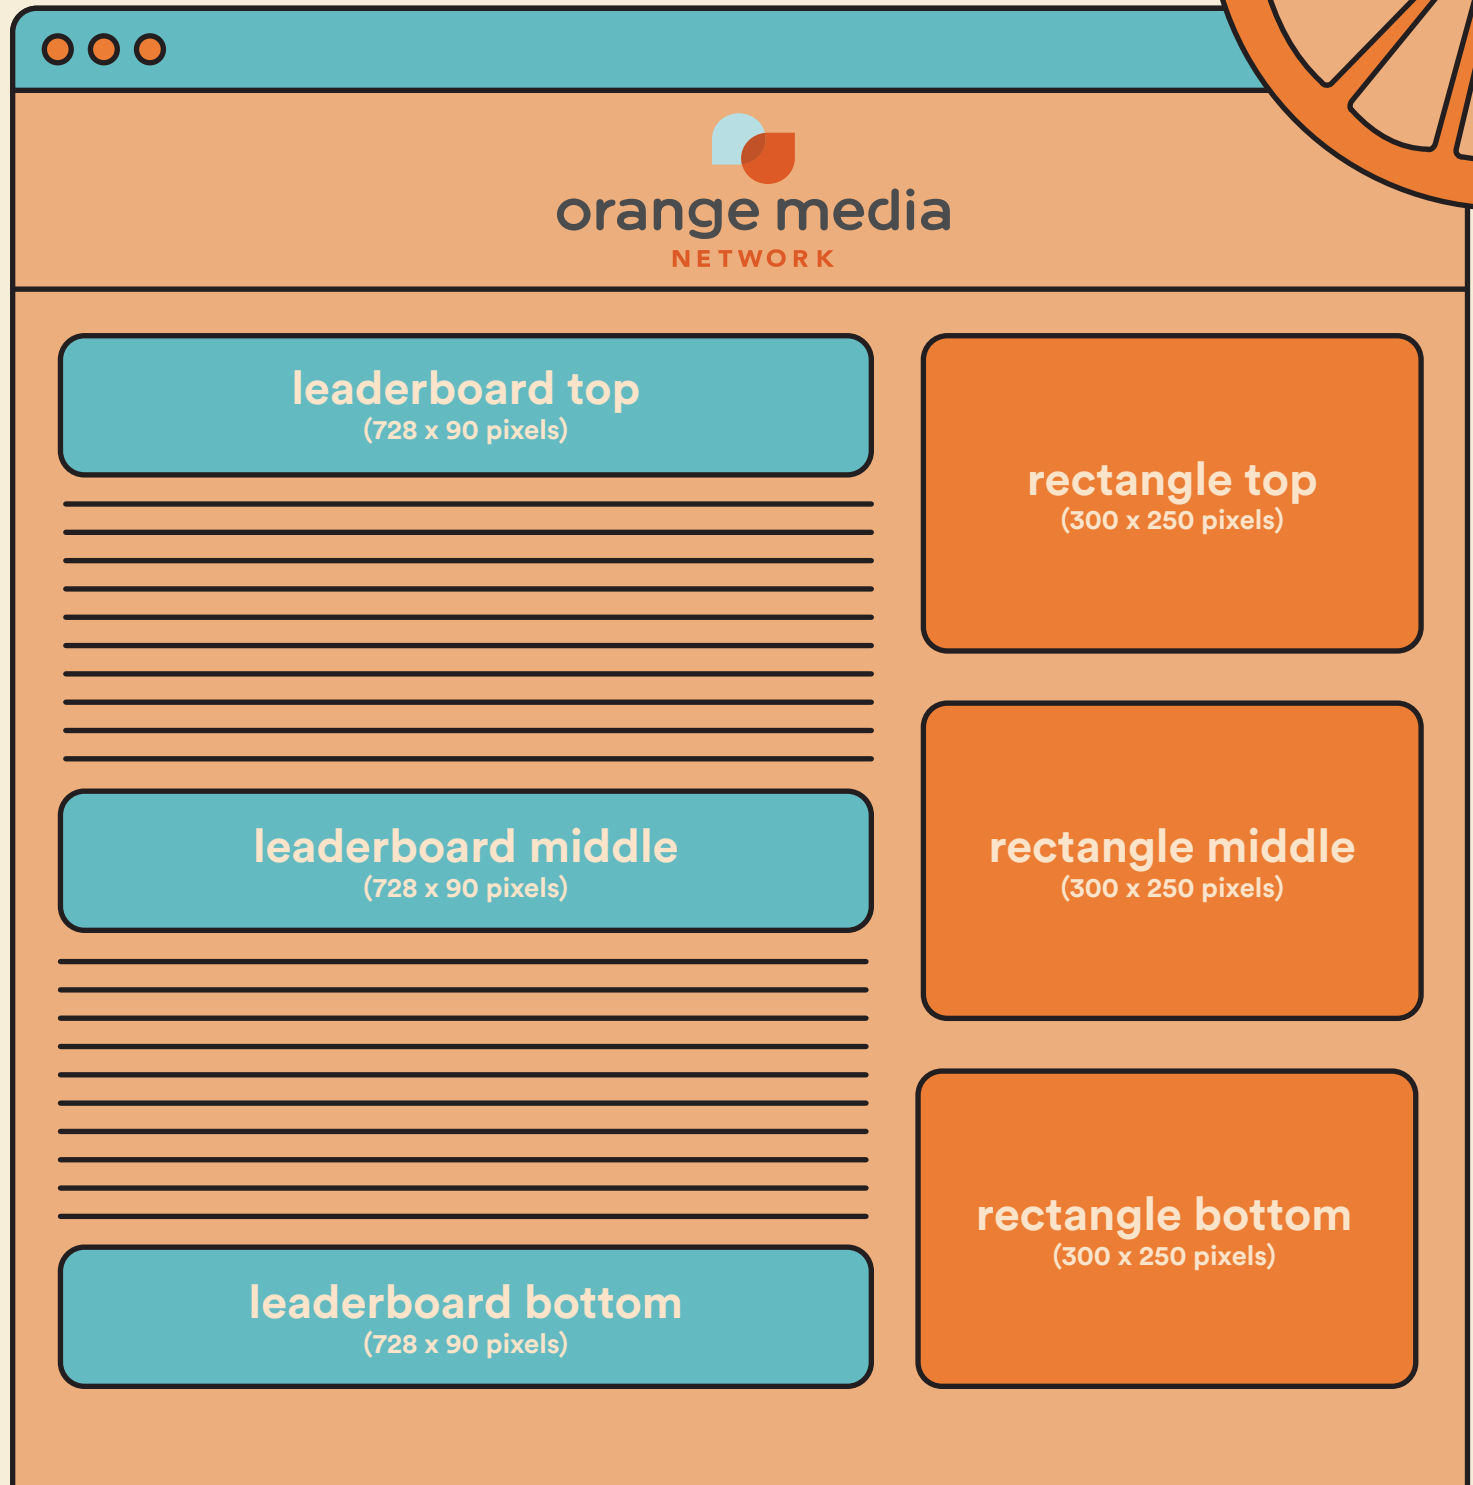 orange media
NETWORK
leaderboard top
(728 x 90 pixels)
rectangle top
(300 x 250 pixels)
leaderboard middle
(728 x 90 pixels)
rectangle middle
(300 x 250 pixels)
leaderboard bottom
(728 x 90 pixels)
rectangle bottom
(300 x 250 pixels)